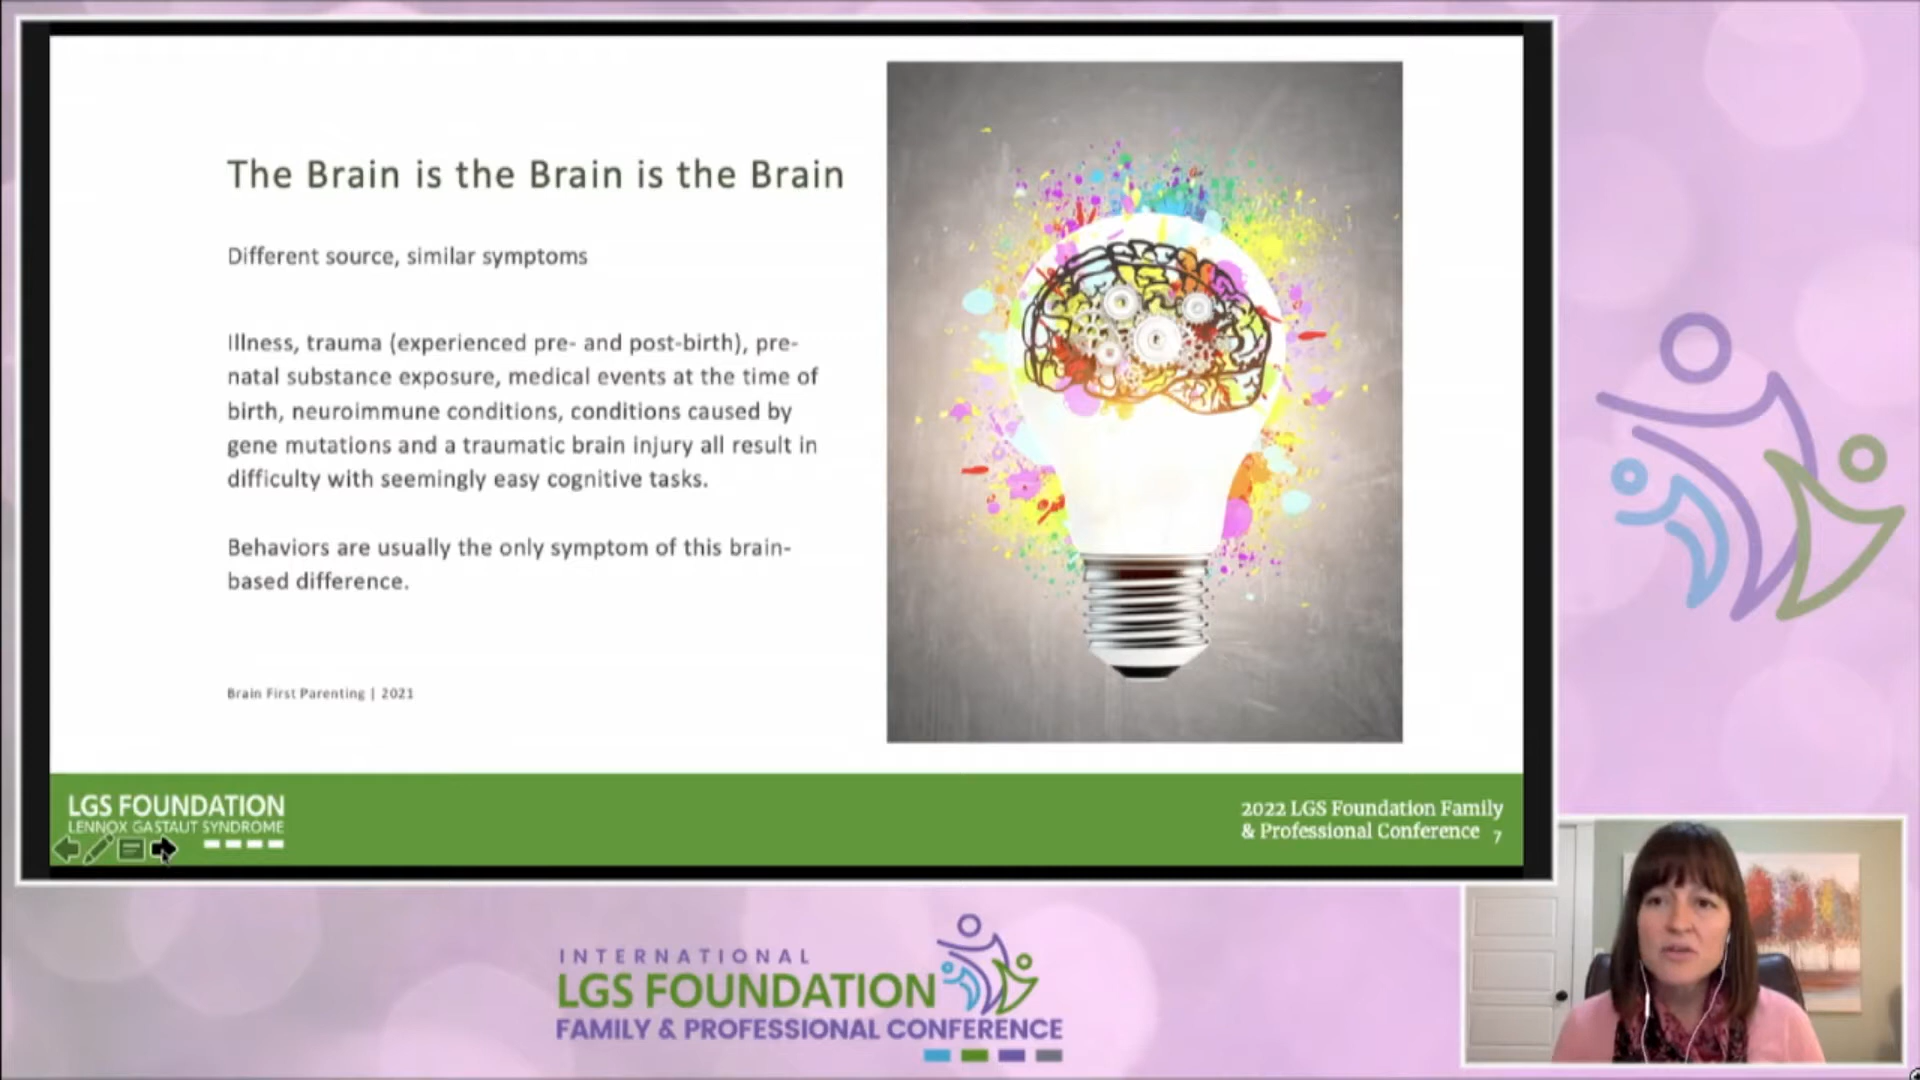 The Brain is the Brain is the Brain
Different source, similar symptoms
Illness, trauma (experienced pre- and post-birth), pre-
natal substance exposure, medical events at the time of
birth, neuroimmune conditions, conditions caused by
gene mutations and a traumatic brain injury all result in
difficulty with seemingly easy cognitive tasks.
Behaviors are usually the only symptom of this brain-
based difference.
Brain First Parenting | 2021
LGS FOUNDATION
LENNOX GASTAUT SYNDROME
2022 LGS Foundation Family
& Professional Conference 7
INTERNATIONAL
LGS FOUNDATION
FAMILY & PROFESSIONAL CONFERENCE